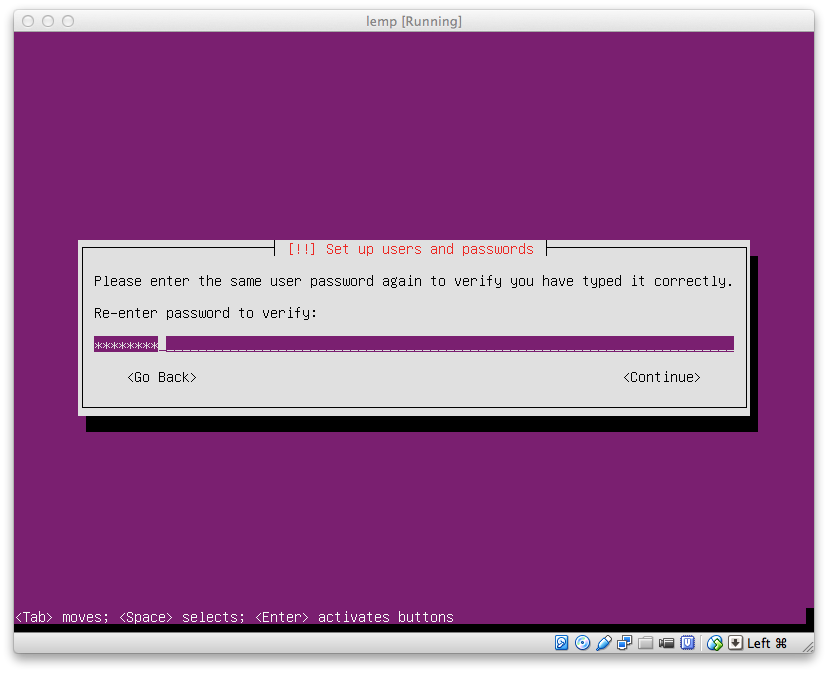 lemp [Running]
[!!] Set up users and passwords
Please enter the same user password again to verify you have typed it correctly.
Re-enter password to verify:
********
<Go Back> <Continue>
<Tab> moves; <Space> selects; <Enter> activates buttons
Left ⌘